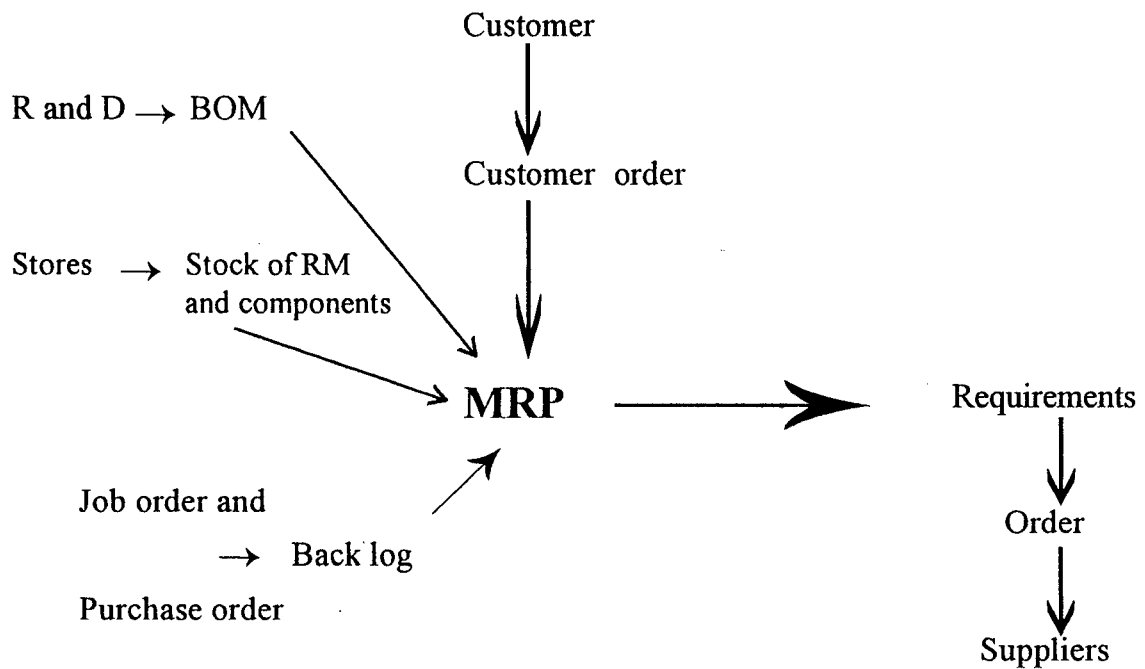 Customer
R and D → BOM
Customer order
Stores → Stock of RM
and components
MRP
Requirements
Job order and
→ Back log
Purchase order
Order
Suppliers